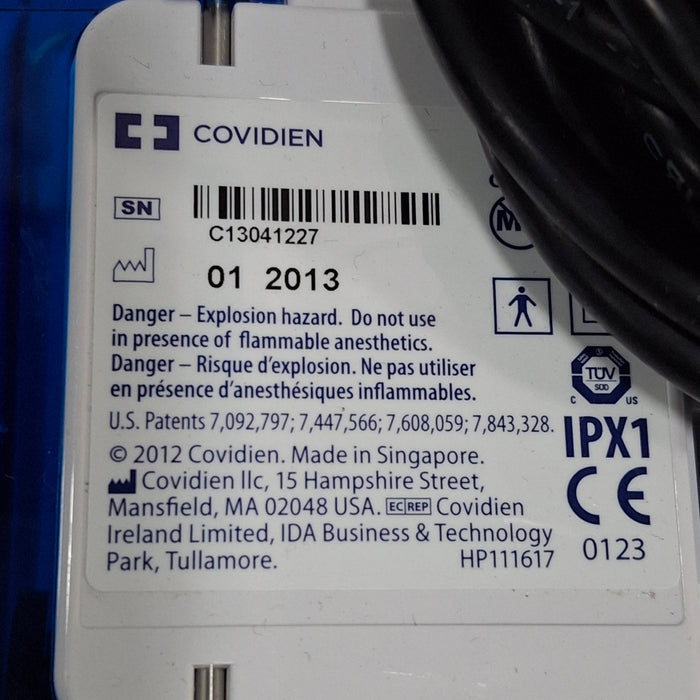 COVIDIEN
SN
C13041227
01 2013
Danger – Explosion hazard. Do not use
in presence of flammable anesthetics.
Danger – Risque d'explosion. Ne pas utiliser
en présence d'anesthésiques inflammables.
U.S. Patents 7,092,797; 7,447,566; 7,608,059; 7,843,328.
© 2012 Covidien. Made in Singapore.
Covidien llc, 15 Hampshire Street,
Mansfield, MA 02048 USA. EC REP Covidien
Ireland Limited, IDA Business & Technology
Park, Tullamore. HP111617
M
TÜV
SÜD
C US
IPX1
CE
0123